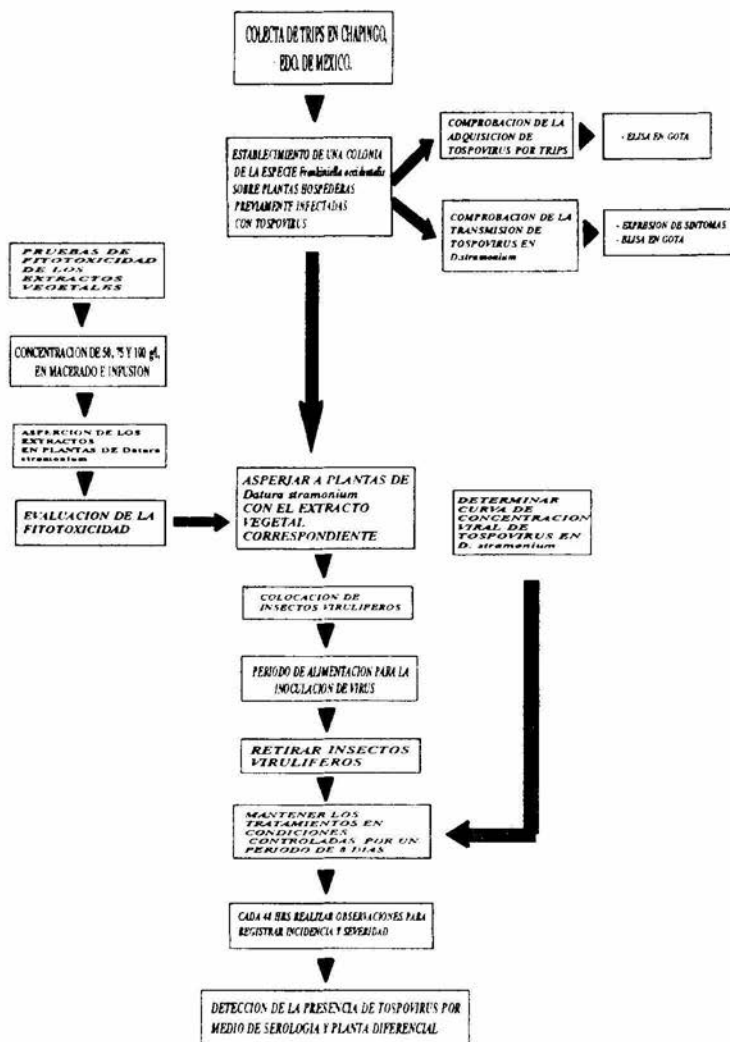 COLECTA DE TRIPS EN CHAPINGO,
EDO. DE MEXICO.
ESTABLECIMIENTO DE UNA COLONIA
DE LA ESPECIE Frankiniella occidentalis
SOBRE PLANTAS HOSPEDERAS
PREVIAMENTE INFECTADAS
CON TOSPOVIRUS
COMPROBACION DE LA
ADQUISICION DE
TOSPOVIRUS POR TRIPS
- ELISA EN GOTA
COMPROBACION DE LA
TRANSMISION DE
TOSPOVIRUS EN
D.stramonium
- EXPRESION DE SINTOMAS
- ELISA EN GOTA
PRUEBAS DE
FITOTOXICIDAD
DE LOS
EXTRACTOS
VEGETALES
CONCENTRACION DE 50, 75 Y 100 g/l,
EN MACERADO E INFUSION
ASPERCION DE LOS
EXTRACTOS
EN PLANTAS DE Datura
stramonium
EVALUACION DE LA
FITOTOXICIDAD
ASPERJAR A PLANTAS DE
Datura stramonium
CON EL EXTRACTO
VEGETAL
CORRESPONDIENTE
DETERMINAR
CURVA DE
CONCENTRACION
VIRAL DE
TOSPOVIRUS EN
D. stramonium
COLOCACION DE
INSECTOS VIRULIFEROS
PERIODO DE ALIMENTACION PARA LA
INOCULACION DE VIRUS
RETIRAR INSECTOS
VIRULIFEROS
MANTENER LOS
TRATAMIENTOS EN
CONDICIONES
CONTROLADAS POR UN
PERIODO DE 8 DIAS
CADA HRS REALIZAR OBSERVACIONES PARA
REGISTRAR INCIDENCIA Y SEVERIDAD
DETECCION DE LA PRESENCIA DE TOSPOVIRUS POR
MEDIO DE SEROLOGIA Y PLANTA DIFERENCIAL